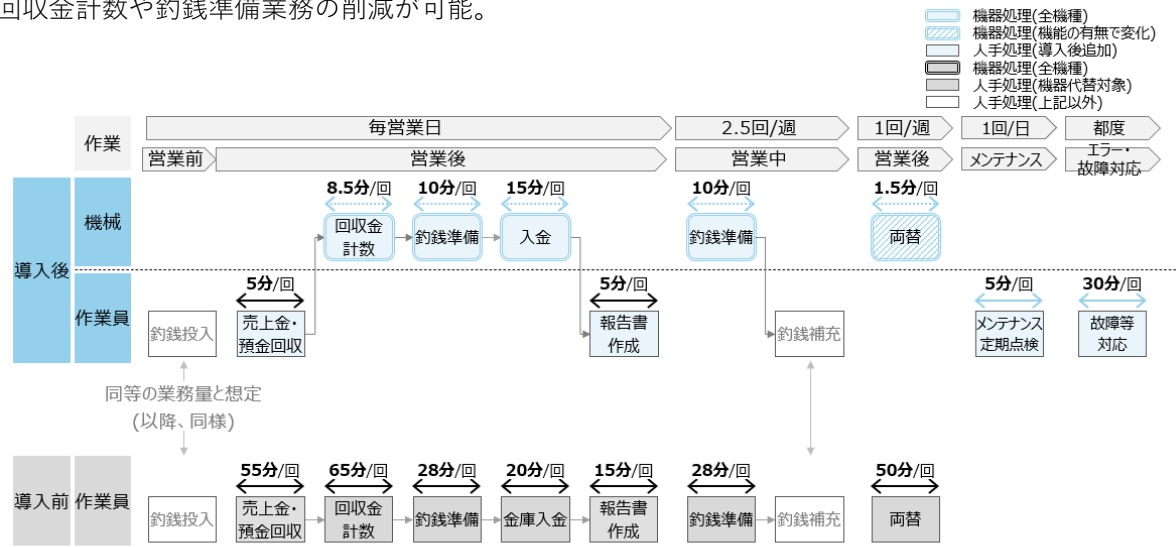 回収金計数や釣銭準備業務の削減が可能。
機器処理(全機種)
機器処理(機能の有無で変化)
人手処理(導入後追加)
機器処理(全機種)
人手処理(機器代替対象)
人手処理(上記以外)
作業
毎営業日
2.5回/週
1回/週
1回/日
都度
営業前
営業後
営業中
営業後
メンテナンス
エラー・
故障対応
導入後
機械
8.5分/回
10分/回
15分/回
10分/回
1.5分/回
回収金
計数
釣銭準備
入金
釣銭準備
両替
作業員
5分/回
5分/回
5分/回
30分/回
釣銭投入
売上金・
預金回収
報告書
作成
釣銭補充
メンテナンス
定期点検
故障等
対応
同等の業務量と想定
(以降、同様)
導入前
作業員
55分/回
65分/回
28分/回
20分/回
15分/回
28分/回
50分/回
釣銭投入
売上金・
預金回収
回収金
計数
釣銭準備
金庫入金
報告書
作成
釣銭準備
釣銭補充
両替